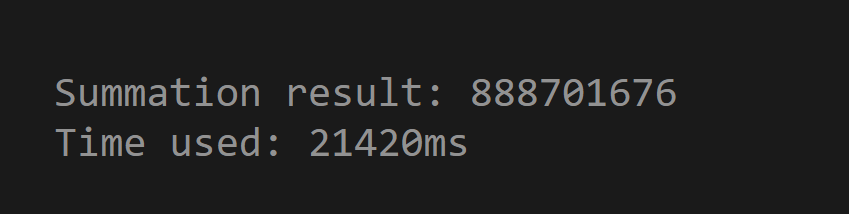 Summation result: 888701676
Time used: 21420ms